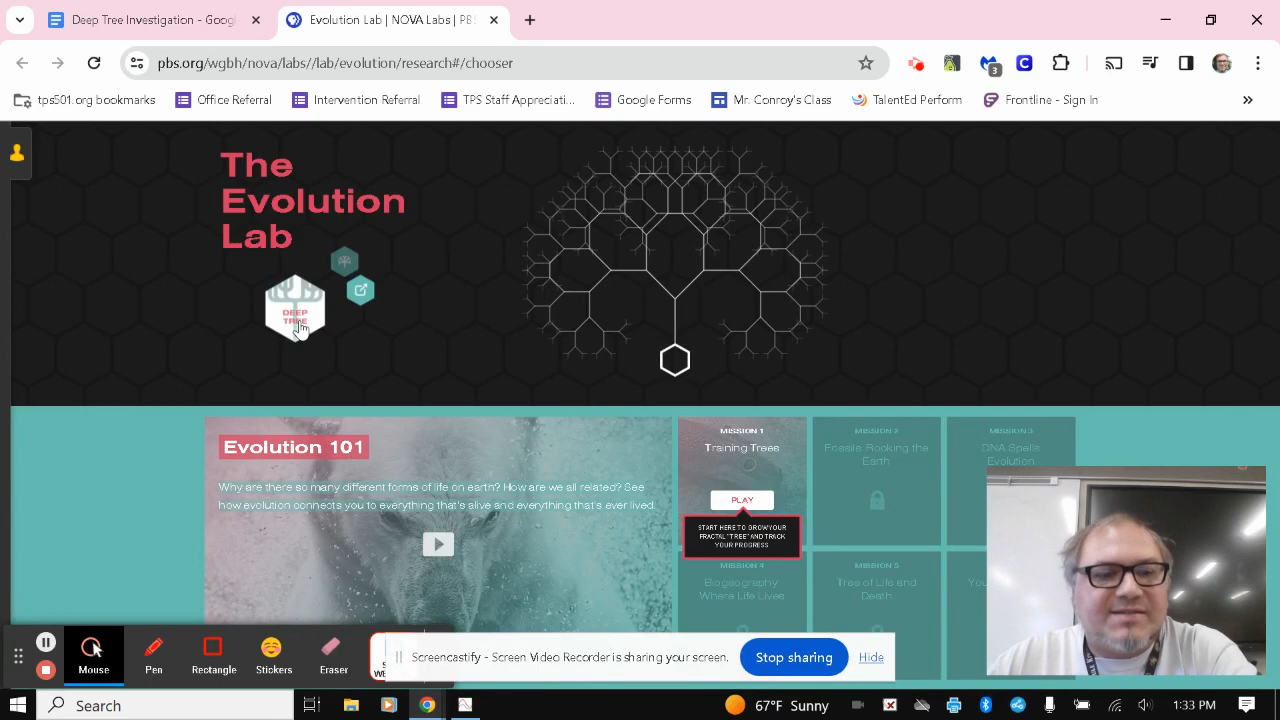 Deep Tree Investigation - Googl
Evolution Lab | NOVA Labs | PBS
pbs.org/wgbh/nova/labs//lab/evolution/research#/chooser
3
tps501.org bookmarks
Office Referral
Intervention Referral
TPS Staff Appreciati...
Google Forms
Mr. Conroy's Class
TalentEd Perform
Frontline - Sign In
The
Evolution
Lab
DEEP
TREE
Evolution 101
Why are there so many different forms of life on earth? How are we all related? See
how evolution connects you to everything that's alive and everything that's ever lived.
MISSION 1
Training Trees
PLAY
START HERE TO GROW YOUR
FRACTAL "TREE" AND TRACK
YOUR PROGRESS
MISSION 2
Fossils: Rocking the
Earth
MISSION 3
DNA Spells
Evolution
MISSION 4
Biogeography:
Where Life Lives
MISSION 5
Tree of Life and
Death
Mouse
Pen
Rectangle
Stickers
Eraser
Screencastify - Screen Video Recorder is sharing your screen.
Stop sharing
Hide
Search
67°F Sunny
1:33 PM